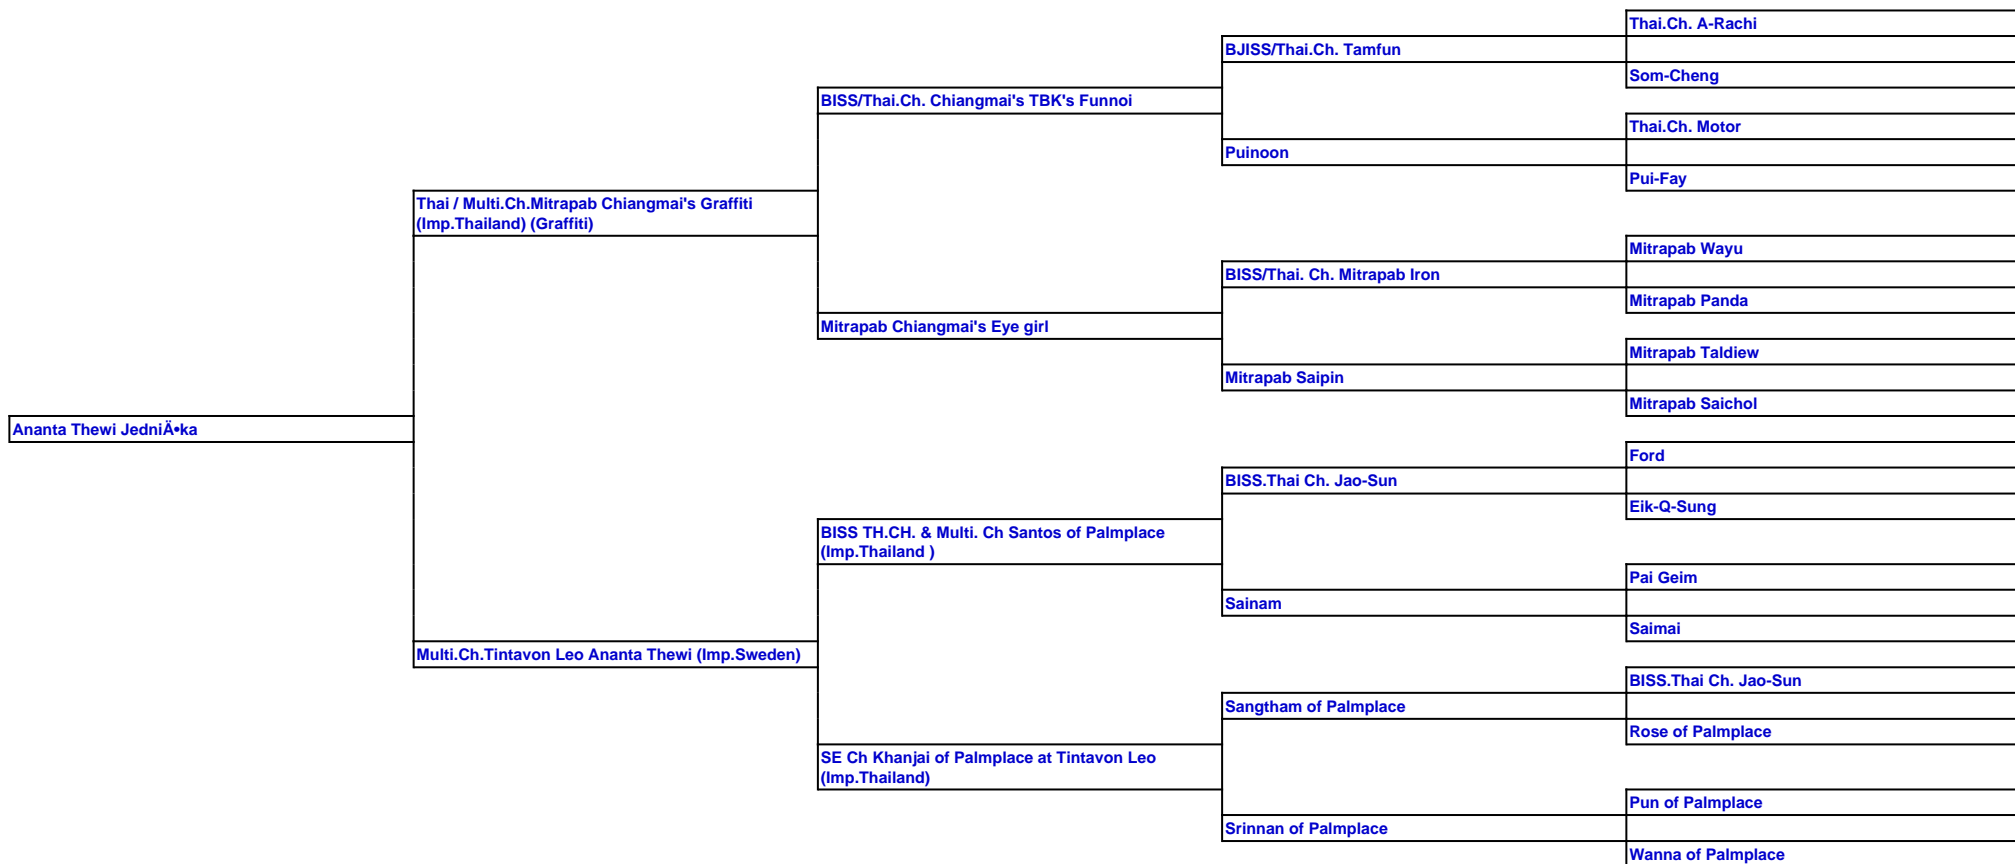 Thai.Ch. A-Rachi
BJISS/Thai.Ch. Tamfun
Som-Cheng
BISS/Thai.Ch. Chiangmai's TBK's Funnoi
Thai.Ch. Motor
Puinoon
Pui-Fay
Thai / Multi.Ch.Mitrapab Chiangmai's Graffiti
(Imp.Thailand) (Graffiti)
Mitrapab Wayu
BISS/Thai. Ch. Mitrapab Iron
Mitrapab Panda
Mitrapab Chiangmai's Eye girl
Mitrapab Taldiew
Mitrapab Saipin
Mitrapab Saichol
Ananta Thewi JedniÄ•ka
Ford
BISS.Thai Ch. Jao-Sun
Eik-Q-Sung
BISS TH.CH. & Multi. Ch Santos of Palmplace
(Imp.Thailand )
Pai Geim
Sainam
Saimai
Multi.Ch.Tintavon Leo Ananta Thewi (Imp.Sweden)
BISS.Thai Ch. Jao-Sun
Sangtham of Palmplace
Rose of Palmplace
SE Ch Khanjai of Palmplace at Tintavon Leo
(Imp.Thailand)
Pun of Palmplace
Srinnan of Palmplace
Wanna of Palmplace